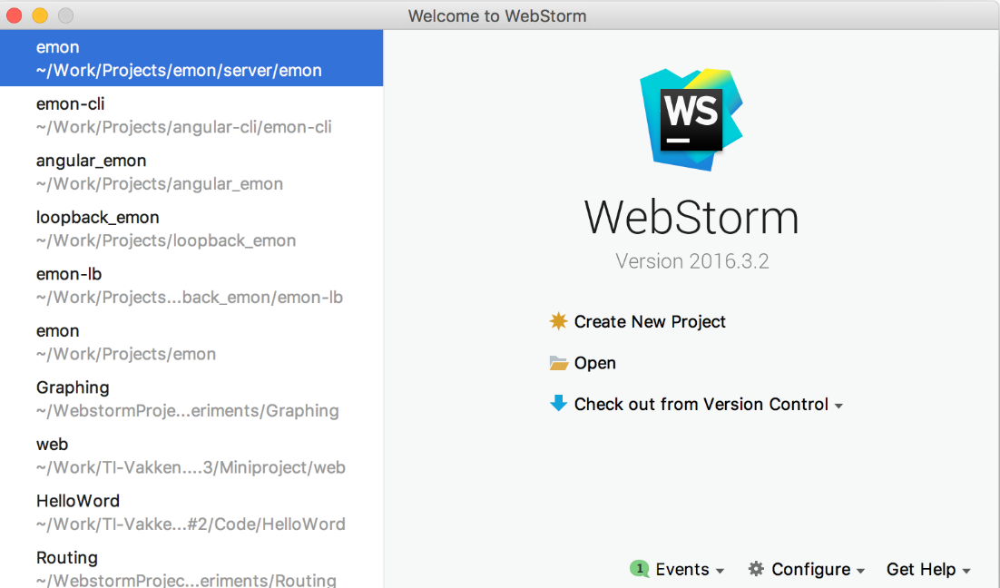 Welcome to WebStorm
emon
~/Work/Projects/emon/server/emon
emon-cli
~/Work/Projects/angular-cli/emon-cli
angular_emon
~/Work/Projects/angular_emon
loopback_emon
~/Work/Projects/loopback_emon
emon-lb
~/Work/Projects...back_emon/emon-lb
emon
~/Work/Projects/emon
Graphing
~/WebstormProje...eriments/Graphing
web
~/Work/TI-Vakken....3/Miniproject/web
HelloWord
~/Work/TI-Vakke...#2/Code/HelloWord
Routing
~/WebstormProjec...eriments/Routing
WS
WebStorm
Version 2016.3.2
Create New Project
Open
Check out from Version Control
1 Events
Configure
Get Help